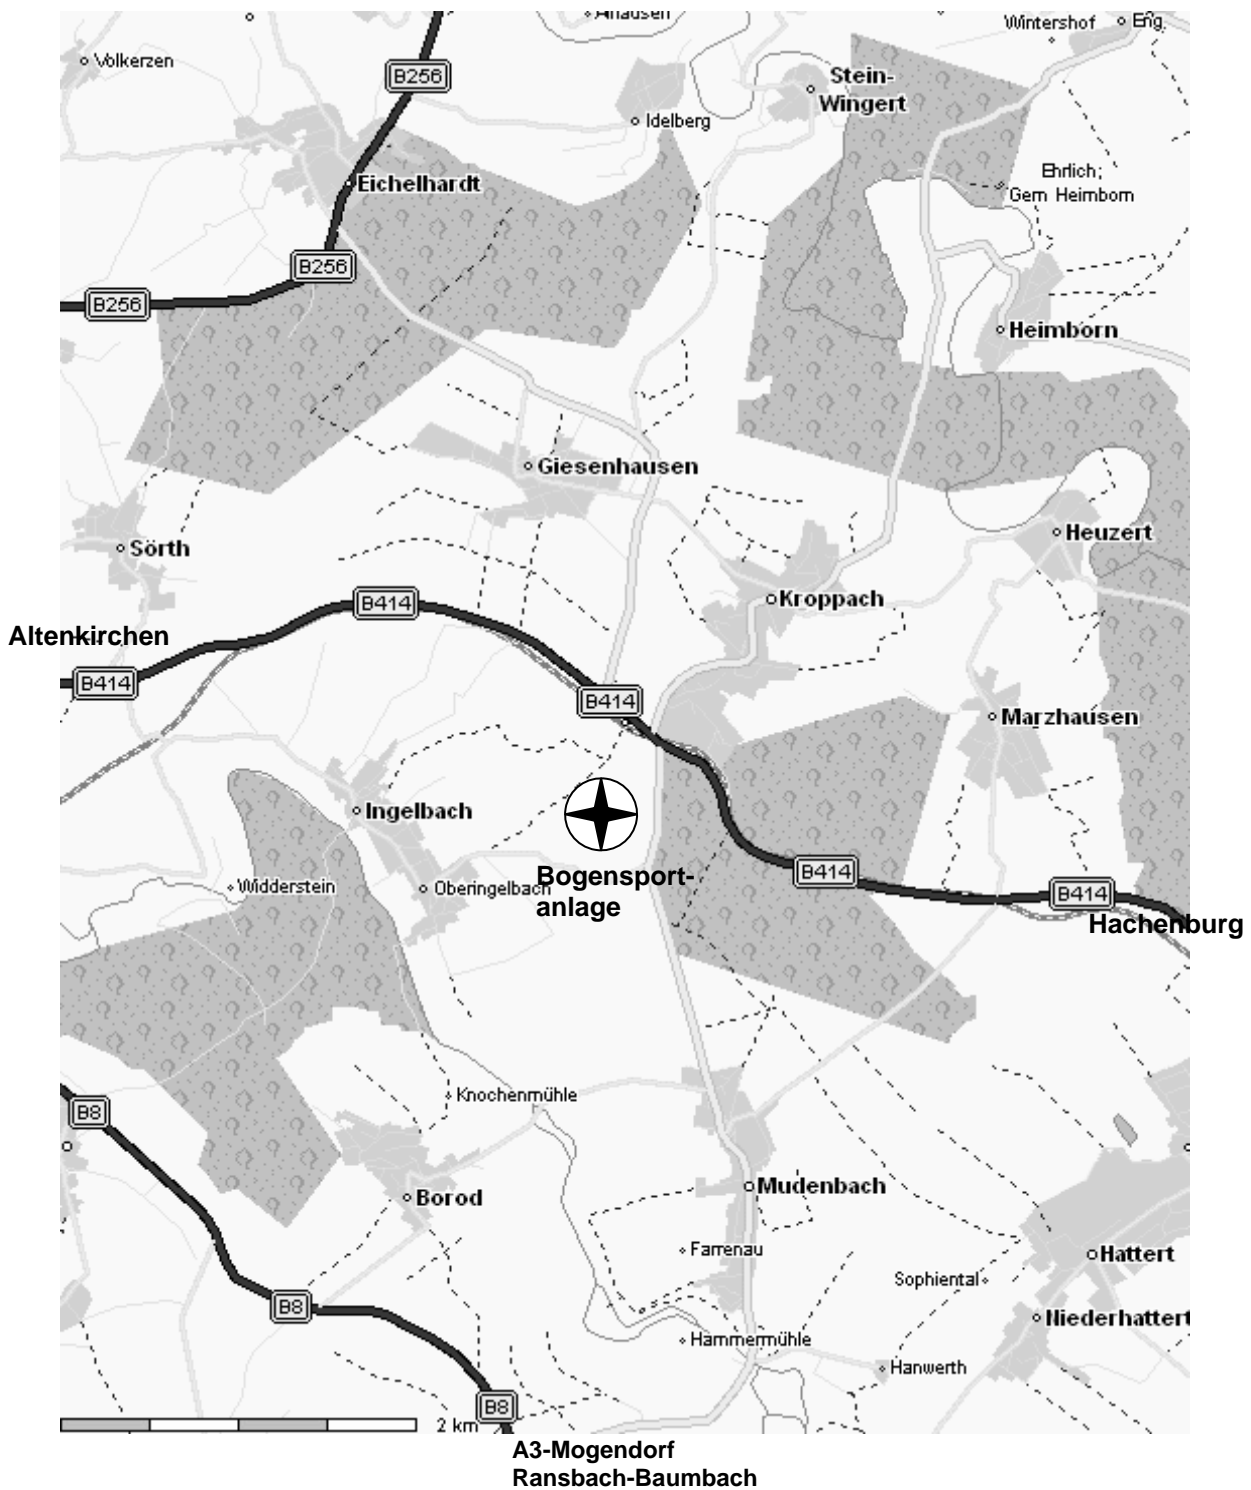 Alhausen
Wintershof
Eng.
Volkerzen
B256
Stein-
Wingert
Idelberg
Eichelhardt
Ehrlich;
Gem Heimborn
B256
B256
Heimborn
Giesenhausen
Sörth
Heuzert
B414
Kroppach
Altenkirchen
B414
B414
Marzhausen
Ingelbach
Widderstein
Oberingelbach
Bogensport-
anlage
B414
B414
Hachenburg
Knochenmühle
B8
Mudenbach
Borod
Farrenau
Hattert
Sophiental
B8
Niederhattert
Hammermühle
Hanwerth
B8
2 km
A3-Mogendorf
Ransbach-Baumbach